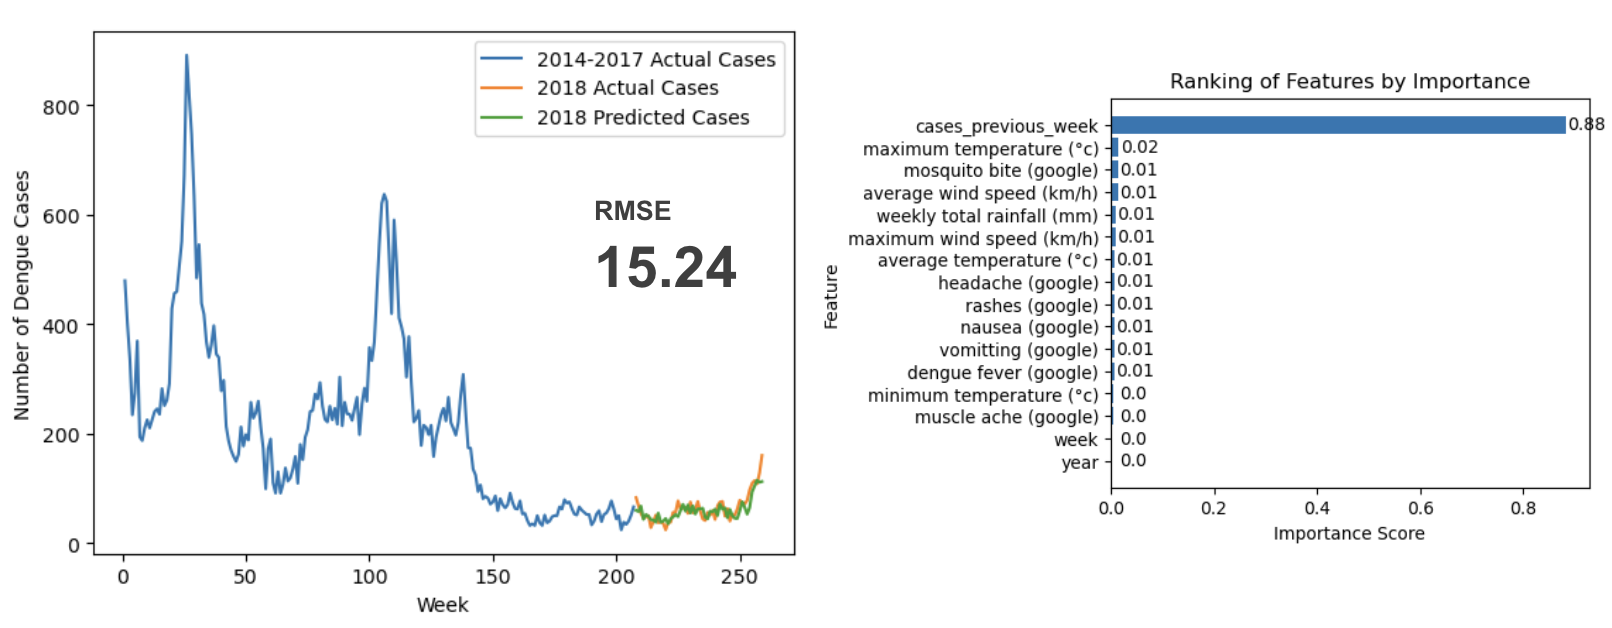 2014-2017 Actual Cases
2018 Actual Cases
2018 Predicted Cases
RMSE
15.24
Number of Dengue Cases
800
600
400
200
0
0 50 100 150 200 250
Week
Ranking of Features by Importance
Feature
cases_previous_week 0.88
maximum temperature (°c) 0.02
mosquito bite (google) 0.01
average wind speed (km/h) 0.01
weekly total rainfall (mm) 0.01
maximum wind speed (km/h) 0.01
average temperature (°c) 0.01
headache (google) 0.01
rashes (google) 0.01
nausea (google) 0.01
vomitting (google) 0.01
dengue fever (google) 0.01
minimum temperature (°c) 0.0
muscle ache (google) 0.0
week 0.0
year 0.0
0.0 0.2 0.4 0.6 0.8
Importance Score